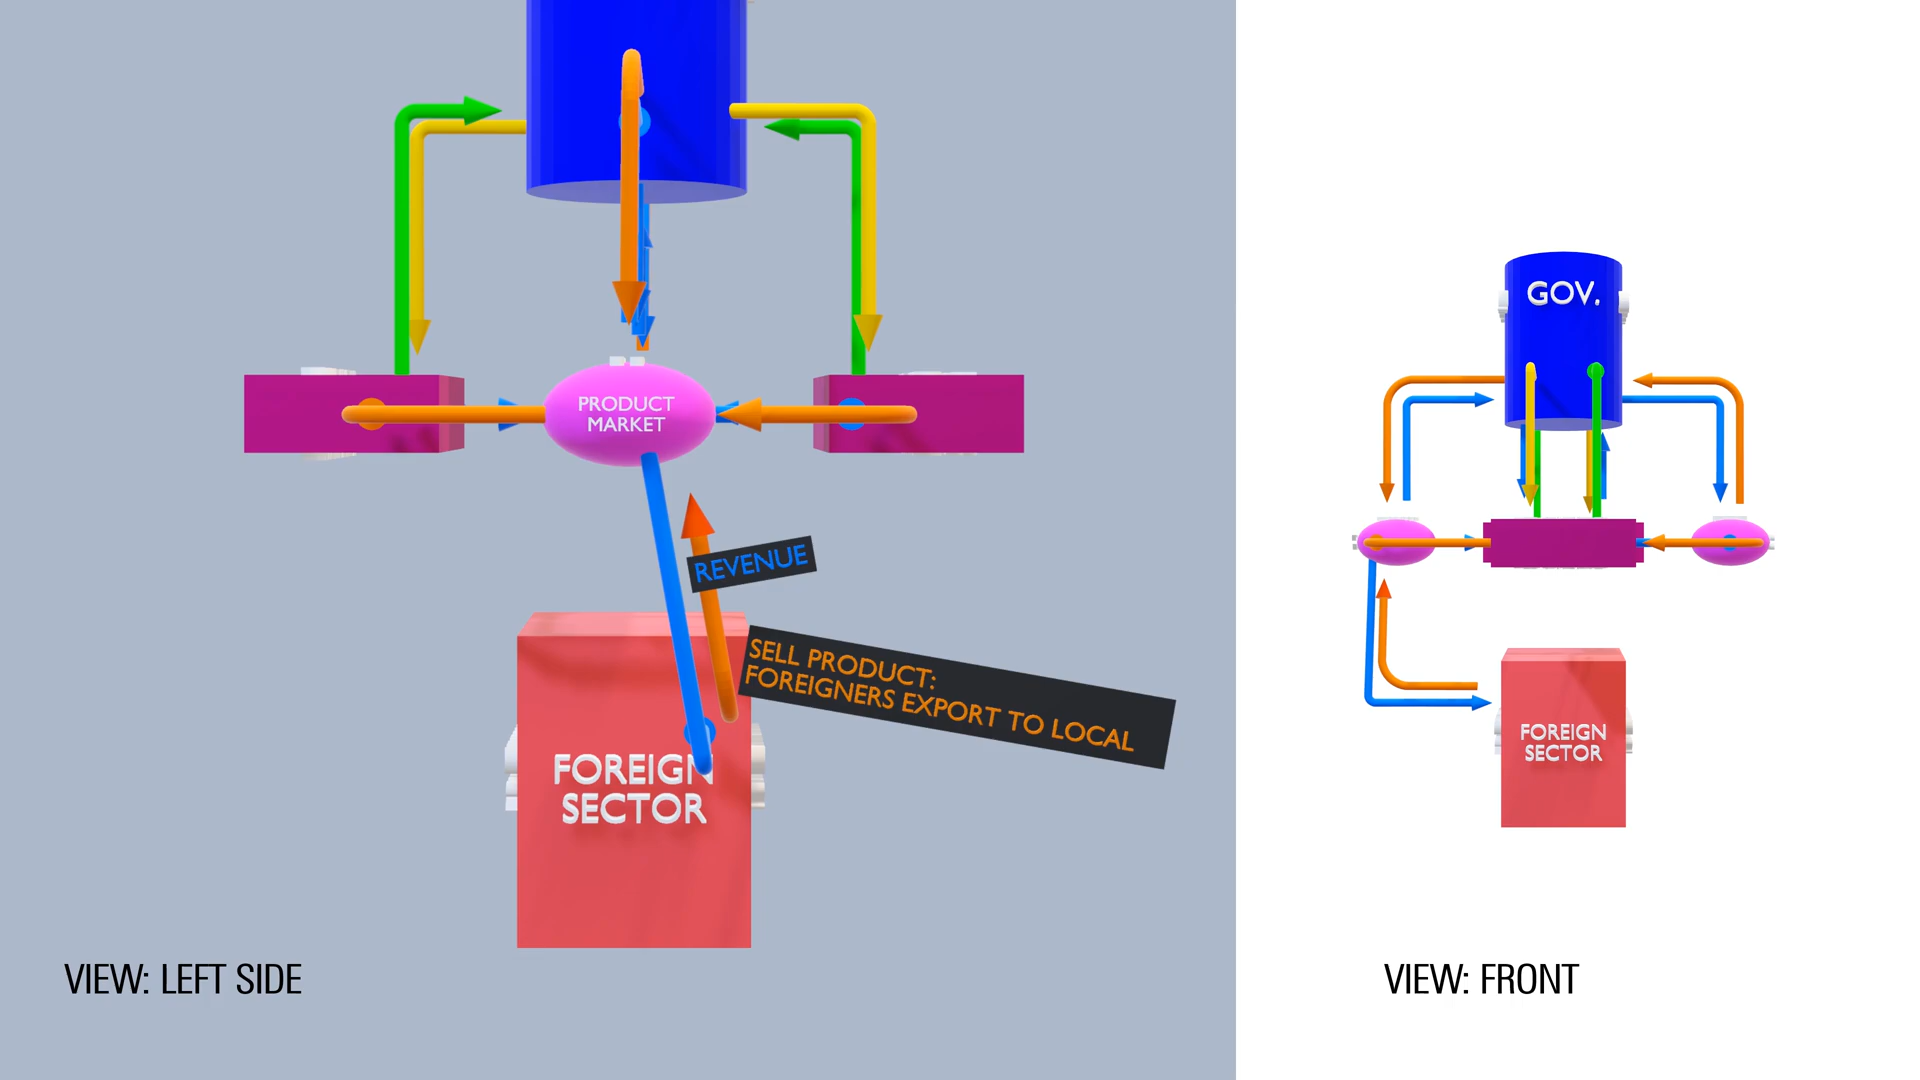 PRODUCT
MARKET
REVENUE
SELL PRODUCT:
FOREIGNERS EXPORT TO LOCAL
FOREIGN
SECTOR
VIEW: LEFT SIDE
GOV.
FOREIGN
SECTOR
VIEW: FRONT